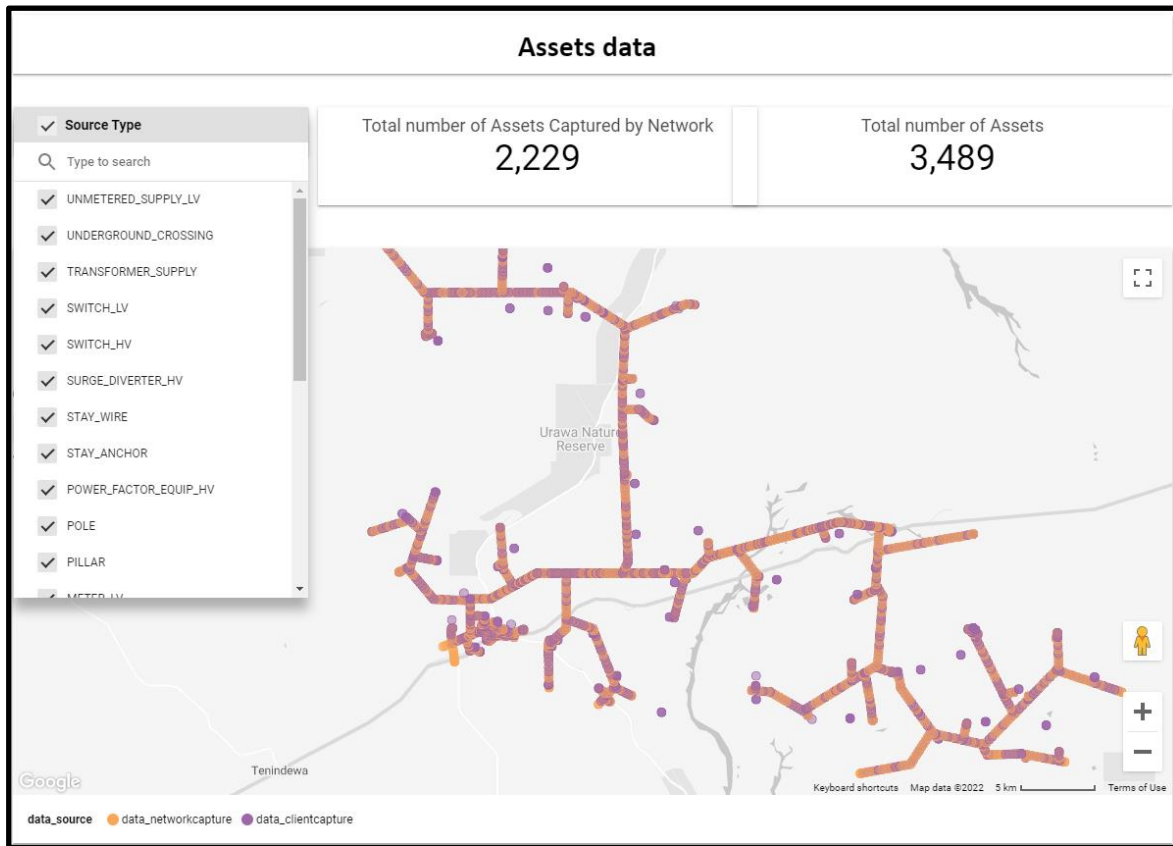 Assets data
Source Type
Type to search
UNMETERED_SUPPLY_LV
UNDERGROUND_CROSSING
TRANSFORMER_SUPPLY
SWITCH_LV
SWITCH_HV
SURGE_DIVERTER_HV
STAY_WIRE
STAY_ANCHOR
POWER_FACTOR_EQUIP_HV
POLE
PILLAR
METER_LV
Total number of Assets Captured by Network
2,229
Total number of Assets
3,489
Urawa Nature
Reserve
Tenindewa
Google
Keyboard shortcuts Map data ©2022 5 km Terms of Use
data_source data_networkcapture data_clientcapture